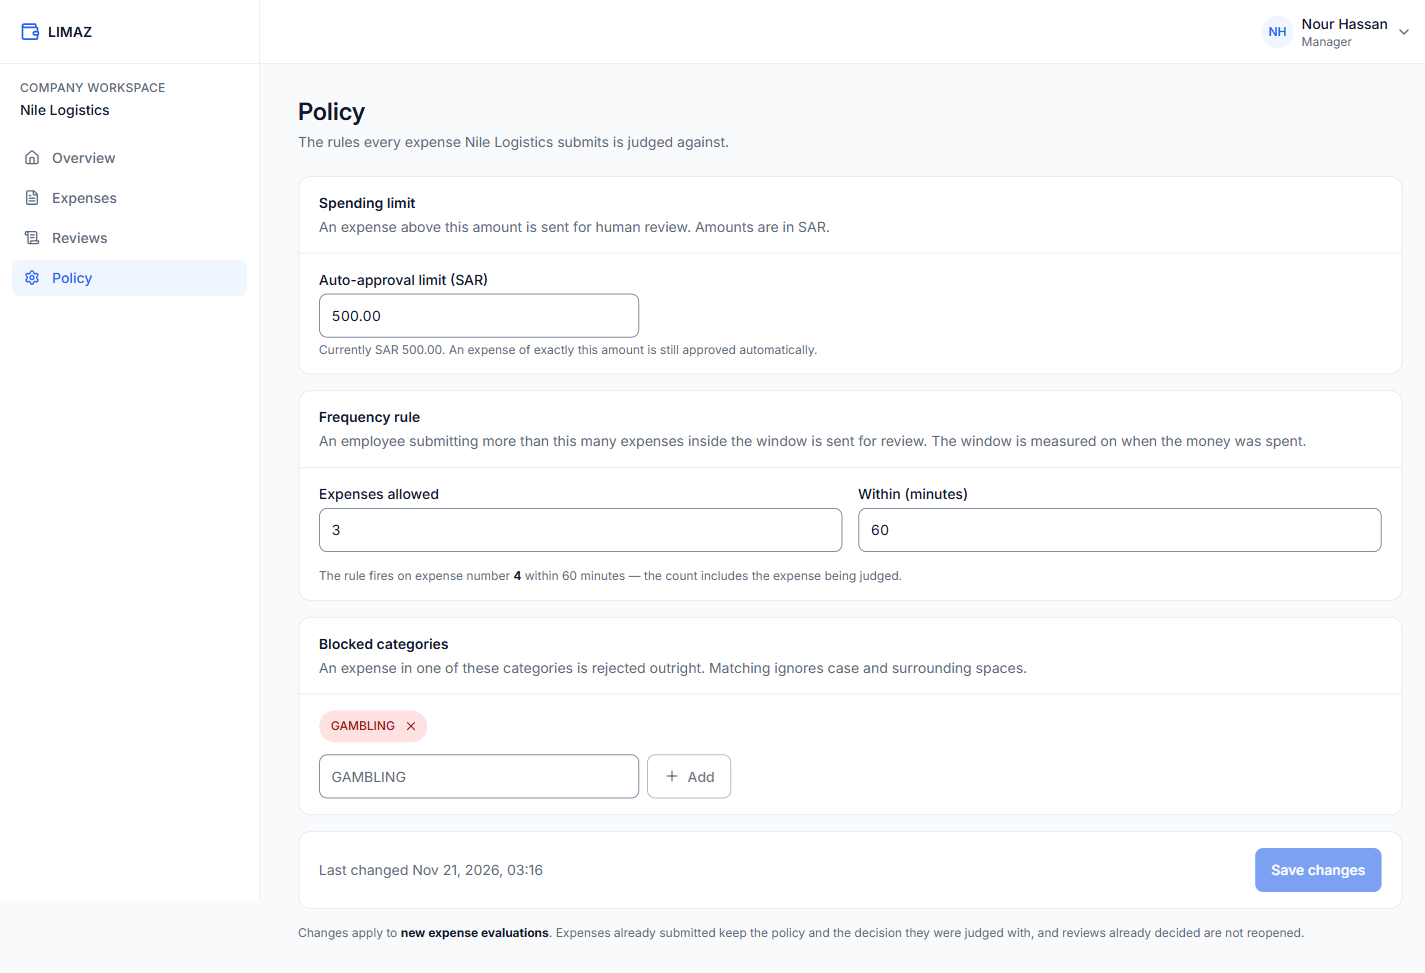 LIMAZ
NH
Nour Hassan
Manager
COMPANY WORKSPACE
Nile Logistics
Overview
Expenses
Reviews
Policy
Policy
The rules every expense Nile Logistics submits is judged against.
Spending limit
An expense above this amount is sent for human review. Amounts are in SAR.
Auto-approval limit (SAR)
500.00
Currently SAR 500.00. An expense of exactly this amount is still approved automatically.
Frequency rule
An employee submitting more than this many expenses inside the window is sent for review. The window is measured on when the money was spent.
Expenses allowed
Within (minutes)
3
60
The rule fires on expense number 4 within 60 minutes — the count includes the expense being judged.
Blocked categories
An expense in one of these categories is rejected outright. Matching ignores case and surrounding spaces.
GAMBLING
GAMBLING
Add
Last changed Nov 21, 2026, 03:16
Save changes
Changes apply to new expense evaluations. Expenses already submitted keep the policy and the decision they were judged with, and reviews already decided are not reopened.